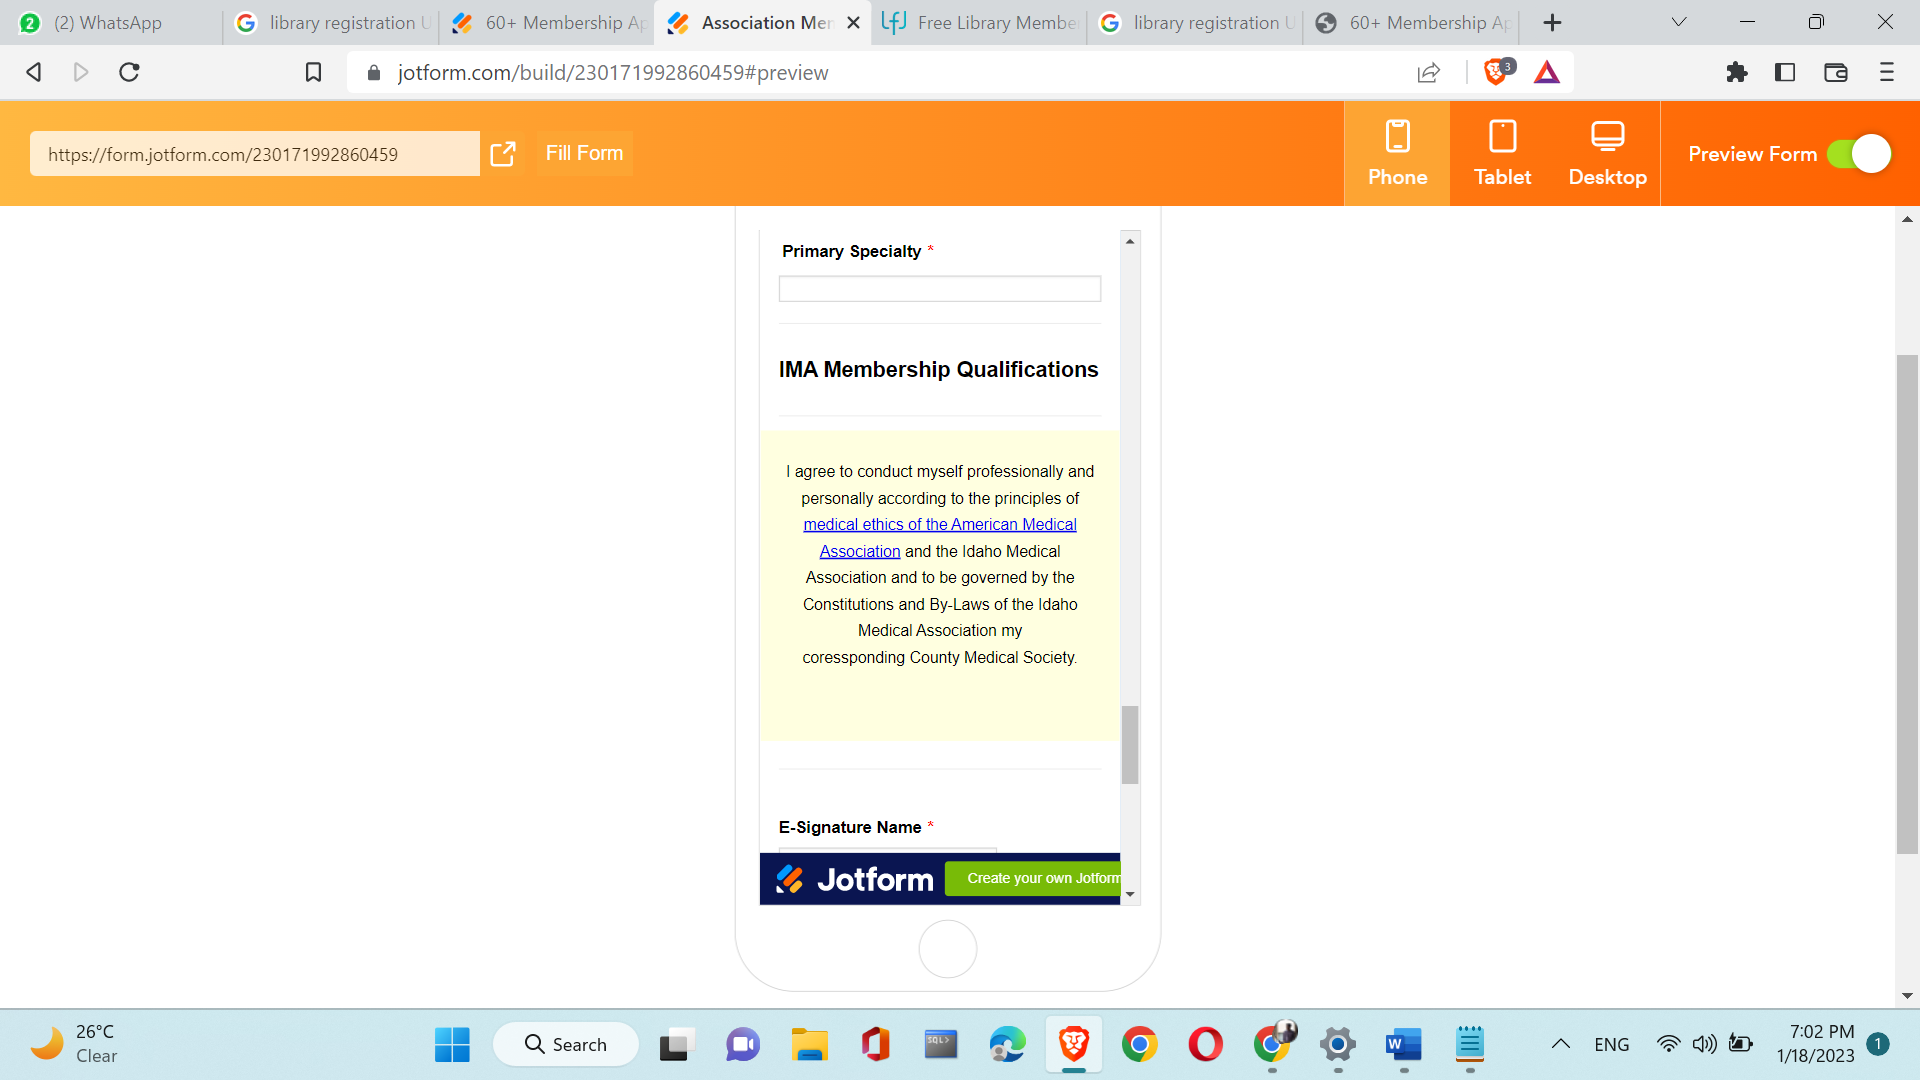 (2) WhatsApp
library registration U
60+ Membership Ap
Association Mem
Free Library Membe
library registration U
60+ Membership Ap
jotform.com/build/230171992860459#preview
3
https://form.jotform.com/230171992860459
Fill Form
Phone
Tablet
Desktop
Preview Form
Primary Specialty *
IMA Membership Qualifications
I agree to conduct myself professionally and
personally according to the principles of
medical ethics of the American Medical
Association and the Idaho Medical
Association and to be governed by the
Constitutions and By-Laws of the Idaho
Medical Association my
coressponding County Medical Society.
E-Signature Name *
Jotform
Create your own Jotform
26°C
Clear
Search
SQL>
W
ENG
7:02 PM
1/18/2023
1